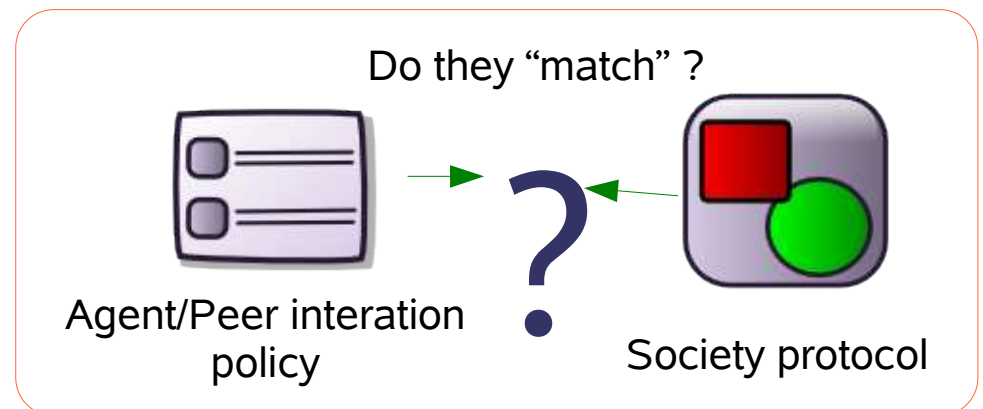 Do they “match” ?
?
Agent/Peer interation
policy
Society protocol